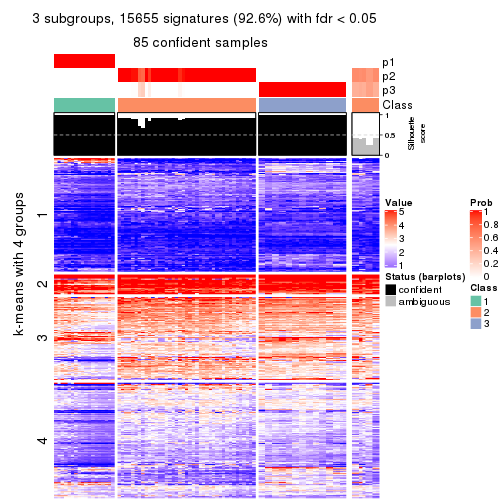 3 subgroups, 15655 signatures (92.6%) with fdr < 0.05
85 confident samples
p1
p2
p3
Class
1
0.5
0
Silhouette
score
k-means with 4 groups
1
2
3
4
Value
5
4
3
2
1
Status (barplots)
confident
ambiguous
Prob
1
0.8
0.6
0.4
0.2
0
Class
1
2
3